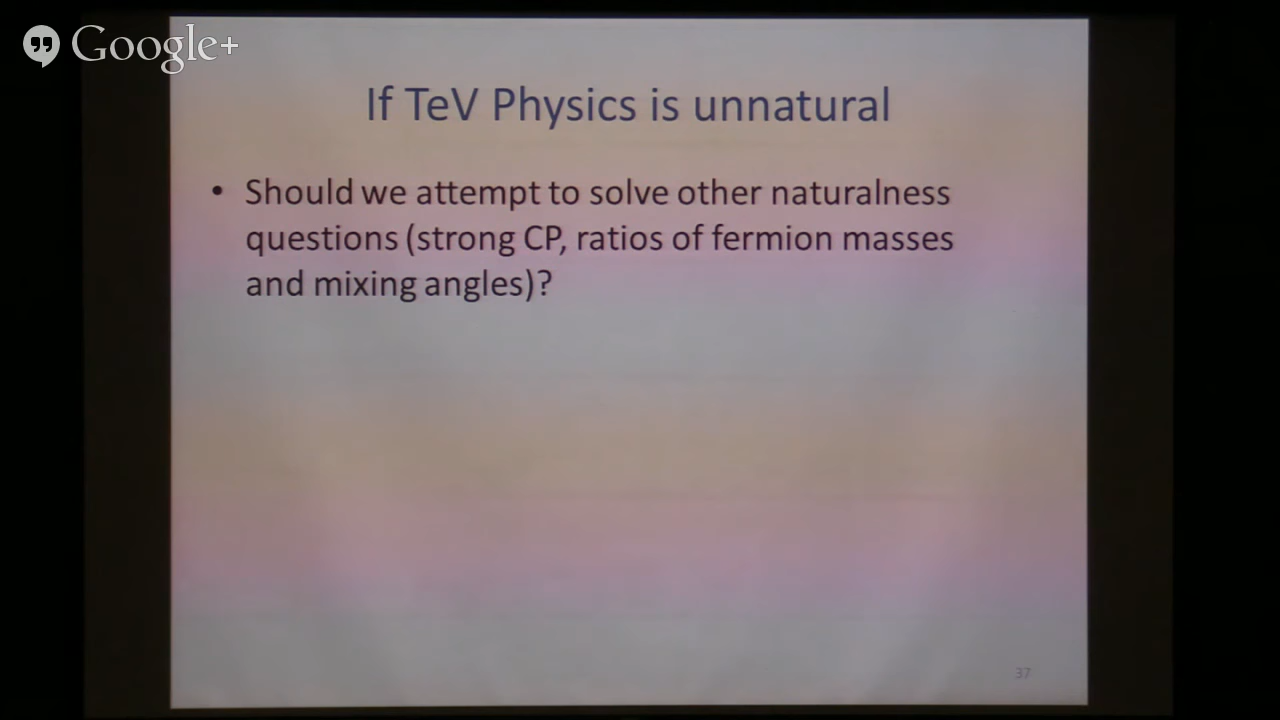 Google+
If TeV Physics is unnatural
• Should we attempt to solve other naturalness
questions (strong CP, ratios of fermion masses
and mixing angles)?
37